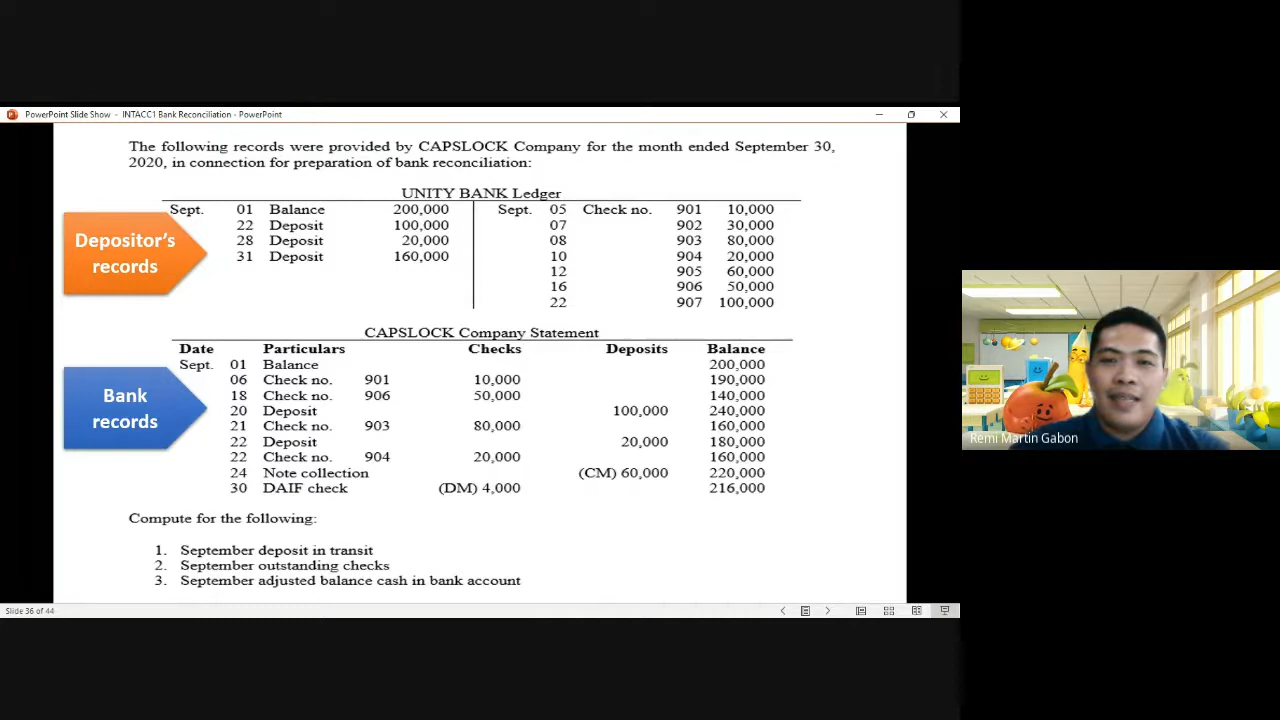 PowerPoint Slide Show - INTACC1 Bank Reconciliation - PowerPoint
The following records were provided by CAPSLOCK Company for the month ended September 30,
2020, in connection for preparation of bank reconciliation:
UNITY BANK Ledger
Depositor's
records
Sept. 01 Balance 200,000 Sept. 05 Check no. 901 10,000
22 Deposit 100,000 07 902 30,000
28 Deposit 20,000 08 903 80,000
31 Deposit 160,000 10 904 20,000
12 905 60,000
16 906 50,000
22 907 100,000
CAPSLOCK Company Statement
Bank
records
Date Particulars Checks Deposits Balance
Sept. 01 Balance 200,000
06 Check no. 901 10,000 190,000
18 Check no. 906 50,000 140,000
20 Deposit 100,000 240,000
21 Check no. 903 80,000 160,000
22 Deposit 20,000 180,000
22 Check no. 904 20,000 160,000
24 Note collection (CM) 60,000 220,000
30 DAIF check (DM) 4,000 216,000
Compute for the following:
1. September deposit in transit
2. September outstanding checks
3. September adjusted balance cash in bank account
Slide 36 of 44
Remi Martin Gabon